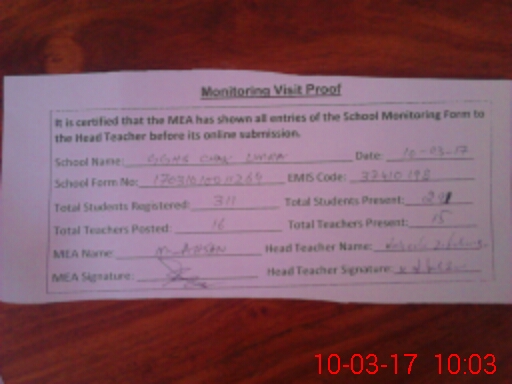 Monitoring Visit Proof
It is certified that the MEA has shown all entries of the School Monitoring Form to
the Head Teacher before its online submission.
School Name: GGHS Date: 10-03-17
School Form No: EMIS Code:
Total Students Registered: 311 Total Students Present:
Total Teachers Posted: 16 Total Teachers Present: 15
MEA Name: M. AHSAN Head Teacher Name:
MEA Signature: Head Teacher Signature:
10-03-17 10:03